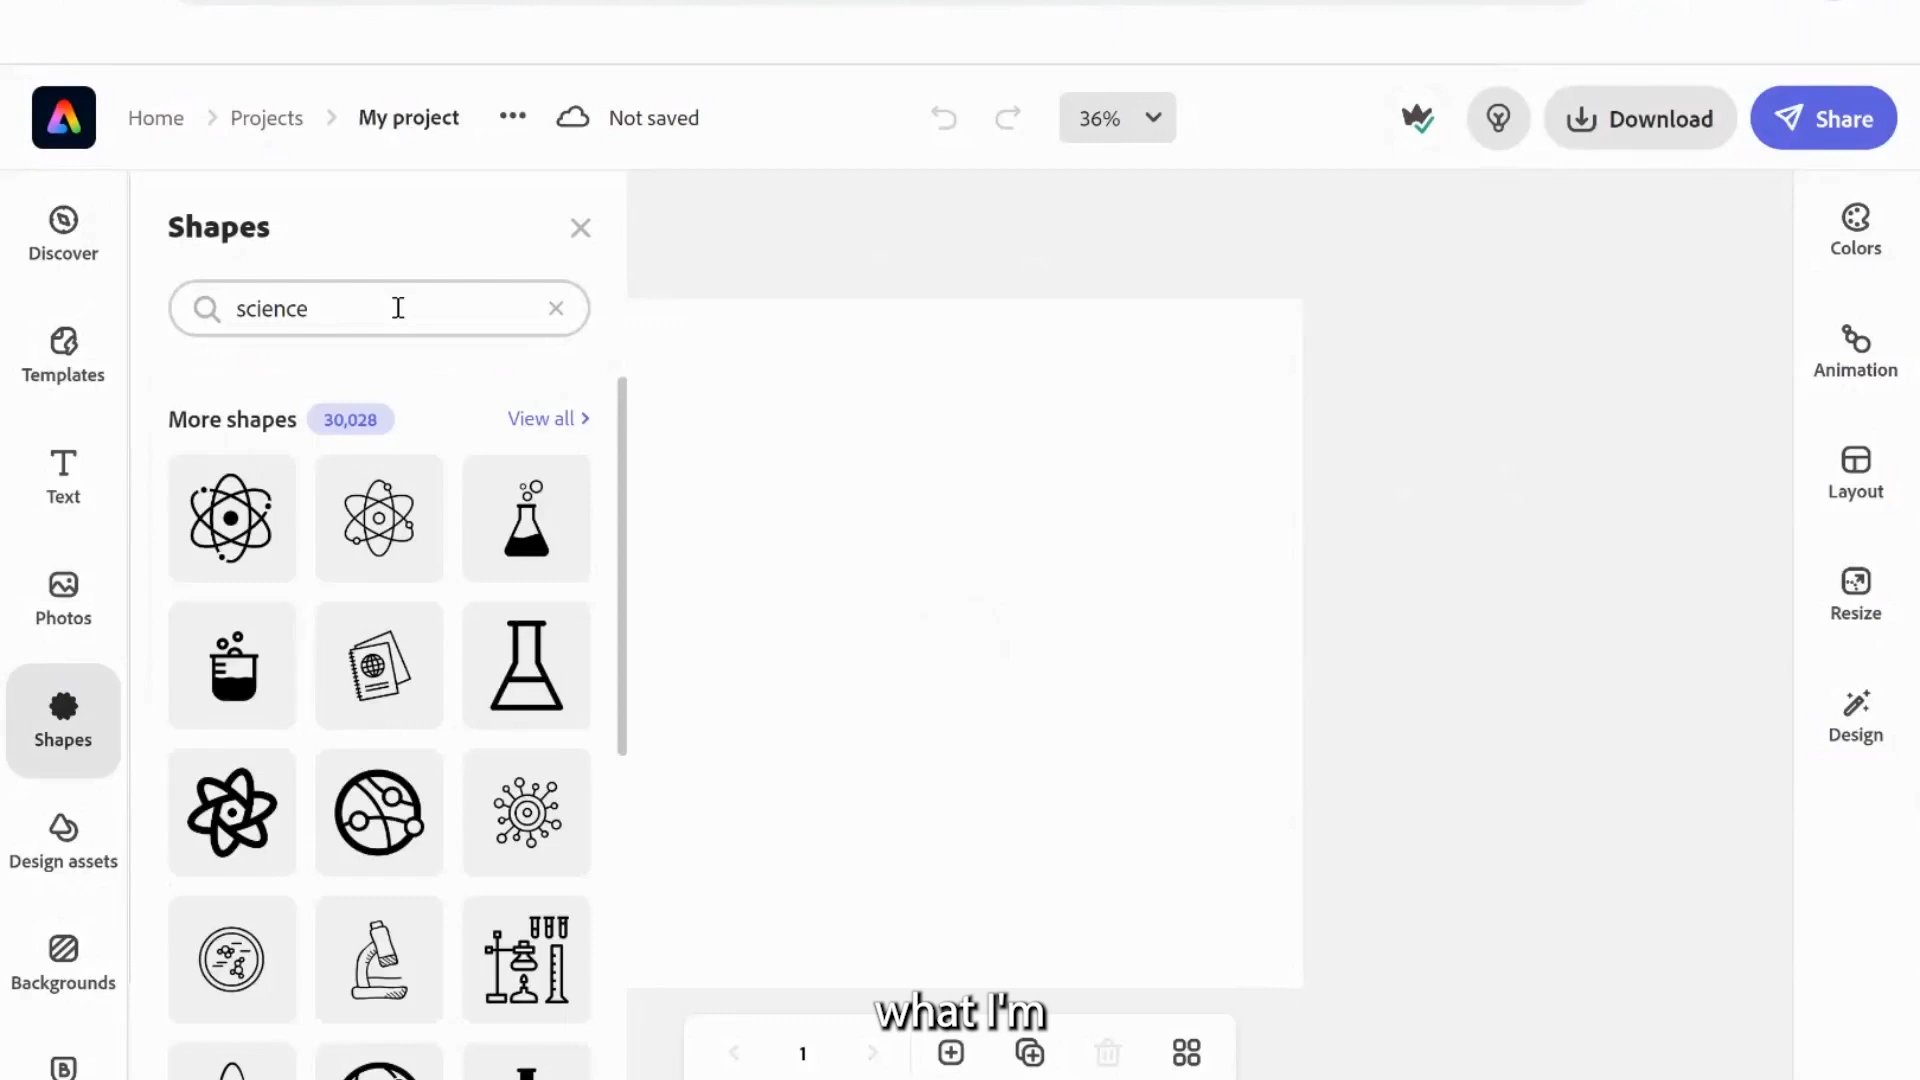 Home
Projects
My project
Not saved
36%
Download
Share
Discover
Templates
Text
Photos
Shapes
Design assets
Backgrounds
Shapes
science
More shapes 30,028 View all
Colors
Animation
Layout
Resize
Design
what I'm
1